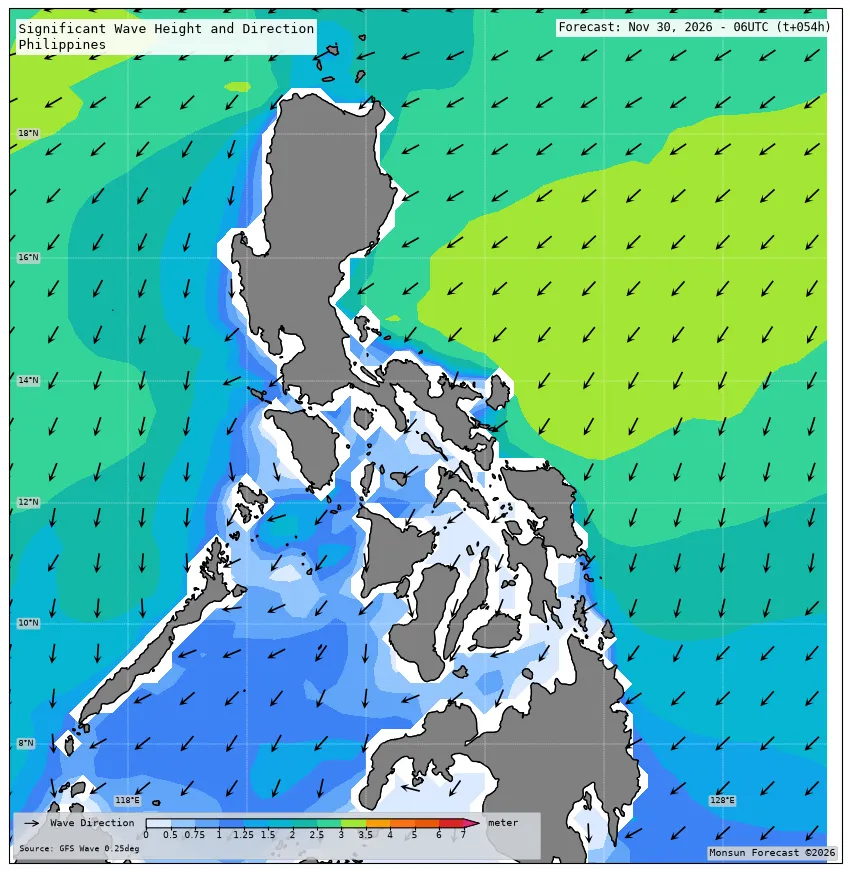 Significant Wave Height and Direction
Philippines
Forecast: Nov 30, 2026 - 06UTC (t+054h)
18°N
16°N
14°N
12°N
10°N
8°N
118°E
128°E
Wave Direction
meter
0 0.5 0.75 1 1.25 1.5 2 2.5 3 3.5 4 5 6 7
Source: GFS Wave 0.25deg
Monsun Forecast ©2026